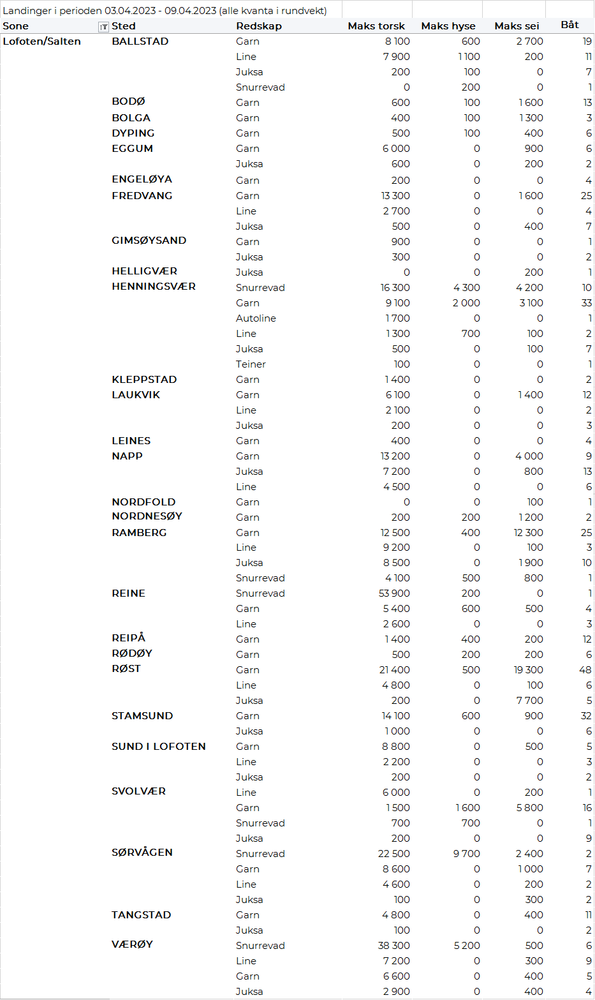 Landinger i perioden 03.04.2023 - 09.04.2023 (alle kvanta i rundvekt)
Sone Sted Redskap Maks torsk Maks hyse Maks sei Båt
Lofoten/Salten BALLSTAD Garn 8 100 600 2 700 19
Line 7 900 1 100 200 11
Juksa 200 100 0 7
Snurrevad 0 200 0 1
BODØ Garn 600 100 1 600 13
BOLGA Garn 400 100 1 300 3
DYPING Garn 500 100 400 6
EGGUM Garn 6 000 0 900 6
Juksa 600 0 200 2
ENGELØYA Garn 200 0 0 4
FREDVANG Garn 13 300 0 1 600 25
Line 2 700 0 0 4
Juksa 500 0 400 7
GIMSØYSAND Garn 900 0 0 1
Juksa 300 0 0 2
HELLIGVÆR Juksa 0 0 200 1
HENNINGSVÆR Snurrevad 16 300 4 300 4 200 10
Garn 9 100 2 000 3 100 33
Autoline 1 700 0 0 1
Line 1 300 700 100 2
Juksa 500 0 100 7
Teiner 100 0 0 1
KLEPPSTAD Garn 1 400 0 0 2
LAUKVIK Garn 6 100 0 1 400 12
Line 2 100 0 0 2
Juksa 200 0 0 3
LEINES Garn 400 0 0 4
NAPP Garn 13 200 0 4 000 9
Juksa 7 200 0 800 13
Line 4 500 0 0 6
NORDFOLD Garn 0 0 100 1
NORDNESØY Garn 200 200 1 200 2
RAMBERG Garn 12 500 400 12 300 25
Line 9 200 0 100 3
Juksa 8 500 0 1 900 10
Snurrevad 4 100 500 800 1
REINE Snurrevad 53 900 200 0 1
Garn 5 400 600 500 4
Line 2 600 0 0 3
REIPÅ Garn 1 400 400 200 12
RØDØY Garn 500 200 200 6
RØST Garn 21 400 500 19 300 48
Line 4 800 0 100 6
Juksa 200 0 7 700 5
STAMSUND Garn 14 100 600 900 32
Juksa 1 000 0 0 6
SUND I LOFOTEN Garn 8 800 0 500 5
Line 2 200 0 0 3
Juksa 200 0 0 2
SVOLVÆR Line 6 000 0 200 1
Garn 1 500 1 600 5 800 16
Snurrevad 700 700 0 1
Juksa 200 0 0 9
SØRVÅGEN Snurrevad 22 500 9 700 2 400 2
Garn 8 600 0 1 000 7
Line 4 600 0 200 2
Juksa 100 0 300 2
TANGSTAD Garn 4 800 0 400 11
Juksa 100 0 0 2
VÆRØY Snurrevad 38 300 5 200 500 6
Line 7 200 0 300 9
Garn 6 600 0 400 5
Juksa 2 900 0 400 4